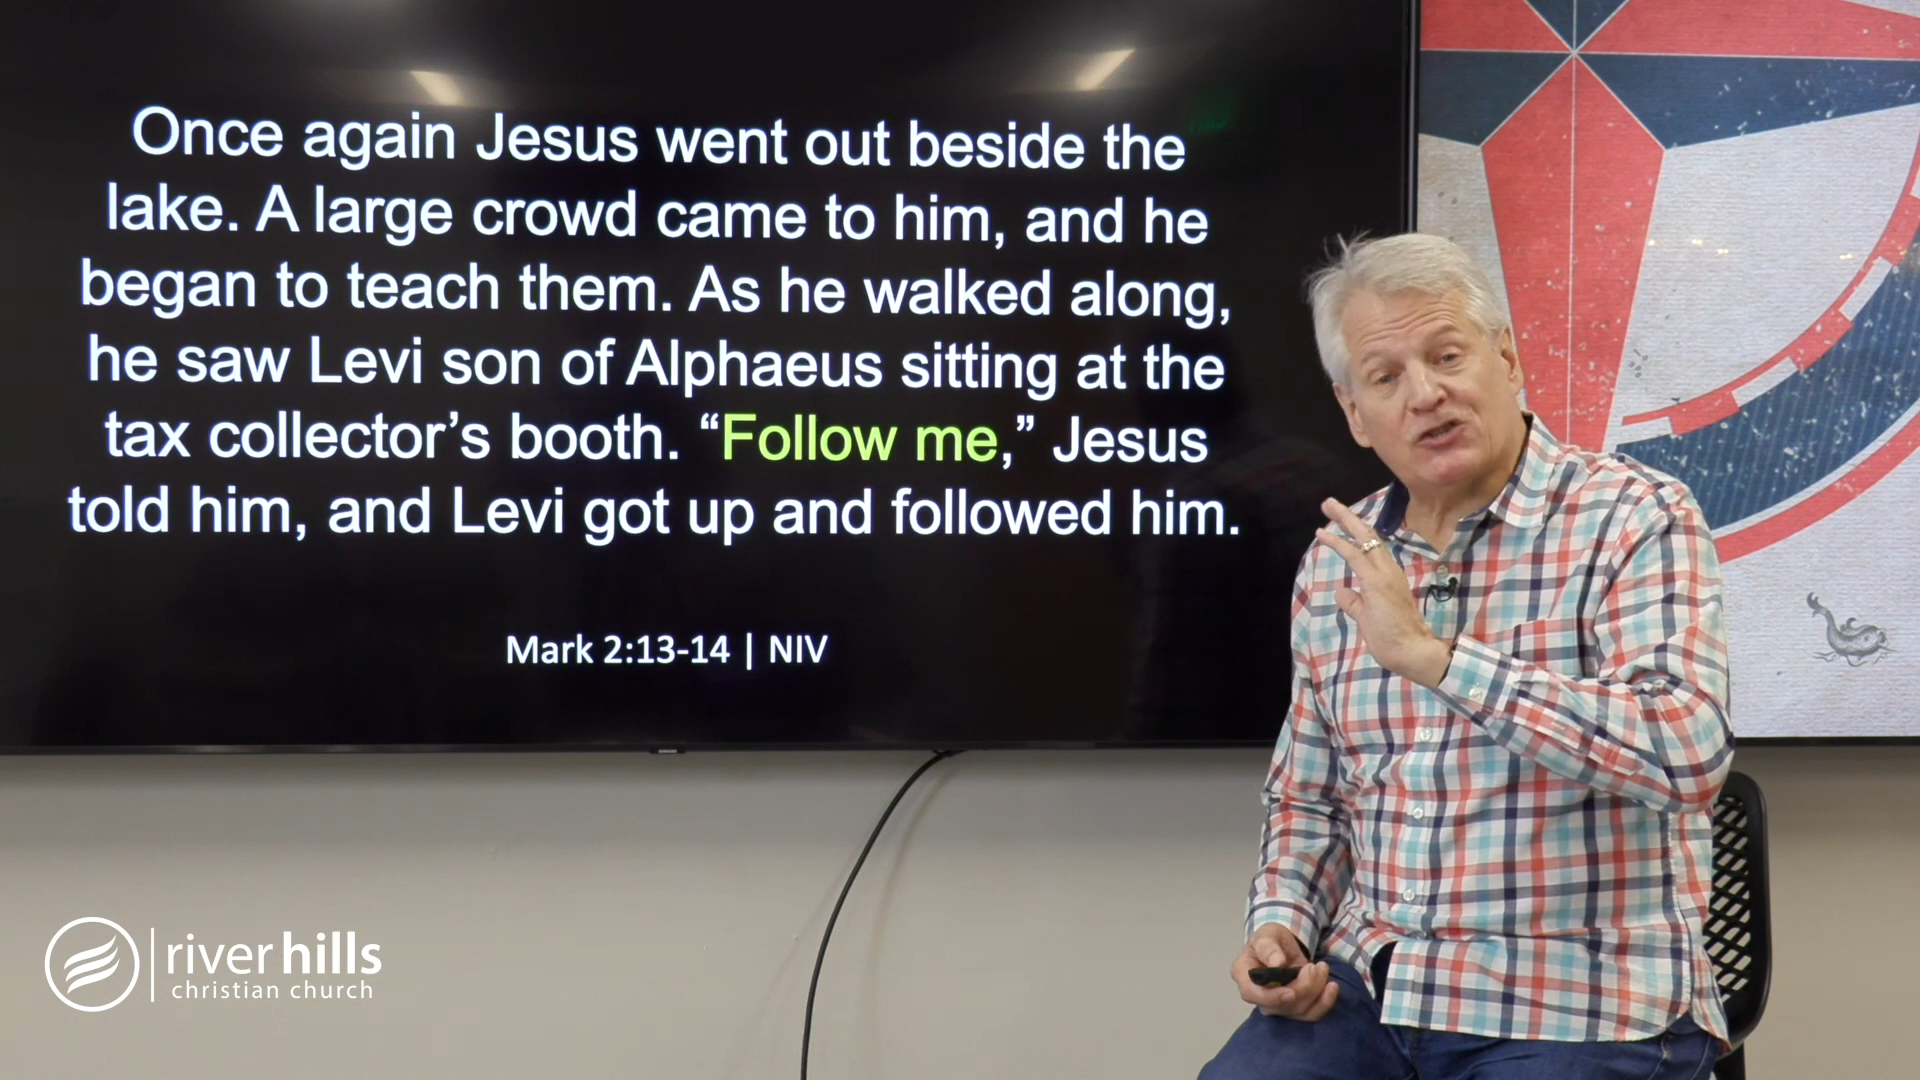 Once again Jesus went out beside the
lake. A large crowd came to him, and he
began to teach them. As he walked along,
he saw Levi son of Alphaeus sitting at the
tax collector’s booth. “Follow me,” Jesus
told him, and Levi got up and followed him.
Mark 2:13-14 | NIV
riverhills
christian church